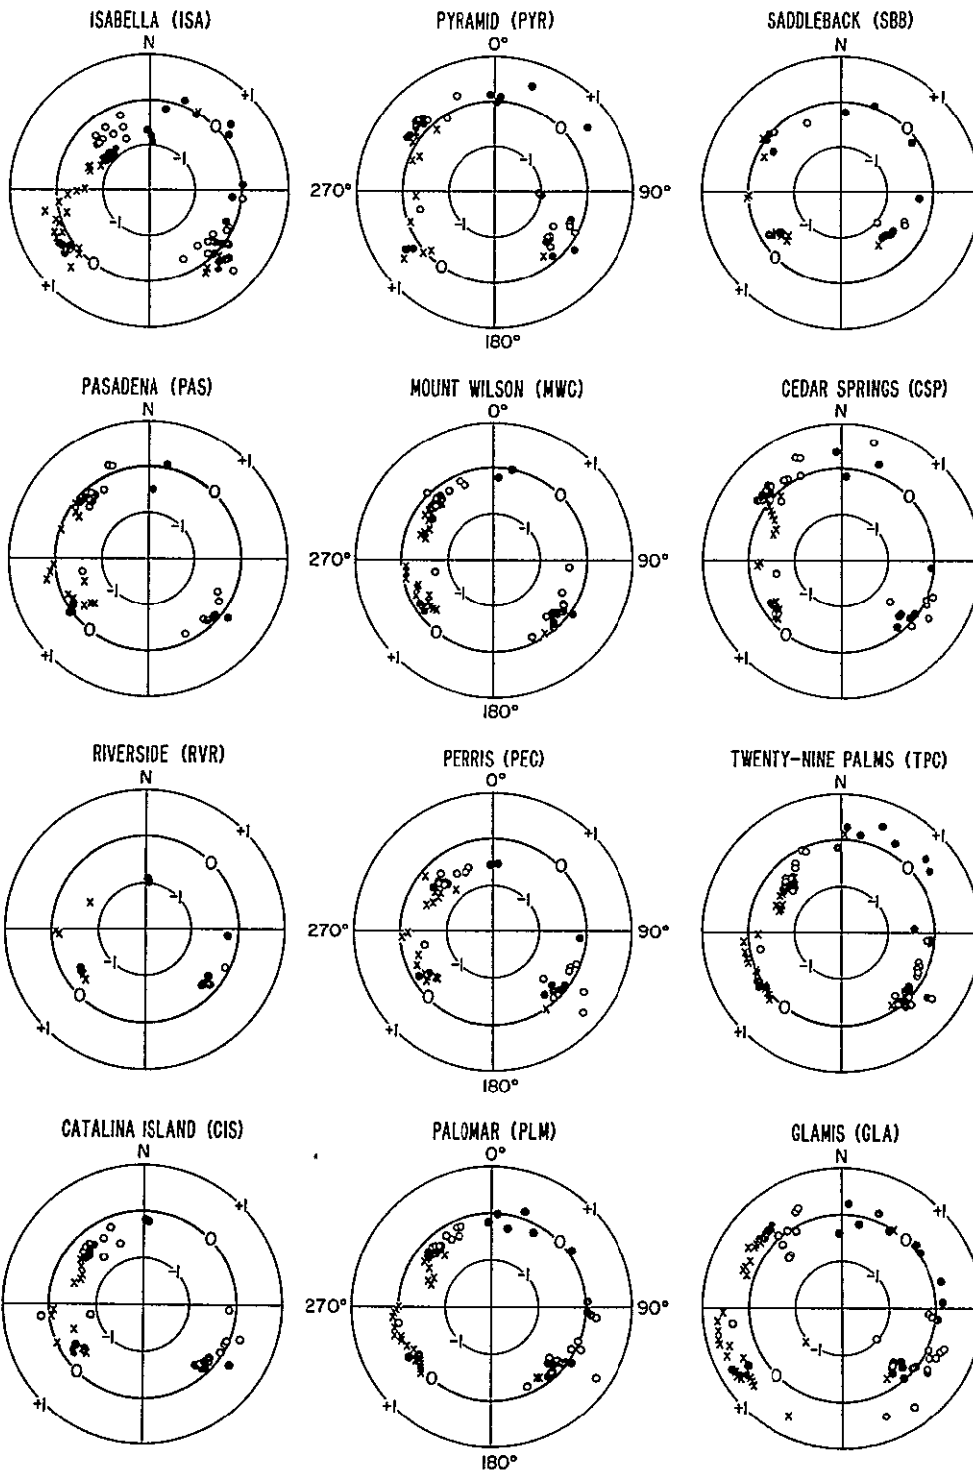 ISABELLA (ISA) PYRAMID (PYR) SADDLEBACK (SBB)
N 0° N
+1 +1 +1
0 0 0
-1 -1 -1
270° 90°
-1 -1 -1
0 0 0
+1 +1 +1
180°
PASADENA (PAS) MOUNT WILSON (MWC) CEDAR SPRINGS (CSP)
N 0° N
+1 +1 +1
0 0 0
-1 -1 -1
270° 90°
-1 -1 -1
0 0 0
+1 +1 +1
180°
RIVERSIDE (RVR) PERRIS (PEC) TWENTY-NINE PALMS (TPC)
N 0° N
+1 +1 +1
0 0 0
-1 -1 -1
270° 90°
-1 -1 -1
0 0 0
+1 +1 +1
180°
CATALINA ISLAND (CIS) PALOMAR (PLM) GLAMIS (GLA)
N 0° N
+1 +1 +1
0 0 0
-1 -1 -1
270° 90°
-1 -1 -1
0 0 0
+1 +1 +1
180°